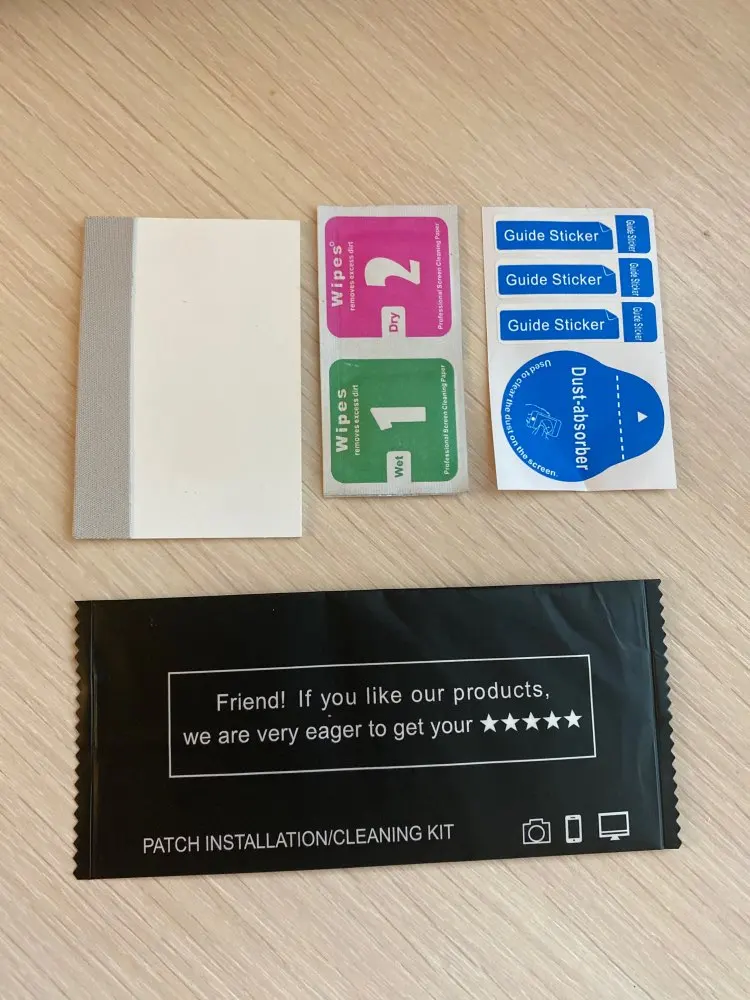 Wipes
removes excess dirt
2
Dry
Professional Screen Cleaning Paper
Wipes
removes excess dirt
1
Wet
Professional Screen Cleaning Paper
Guide Sticker
Guide Sticker
Guide Sticker
Guide Sticker
Guide Sticker
Guide Sticker
Dust-absorber
Used to clear the dust on the screen.
Friend! If you like our products,
we are very eager to get your ★★★★★
PATCH INSTALLATION/CLEANING KIT